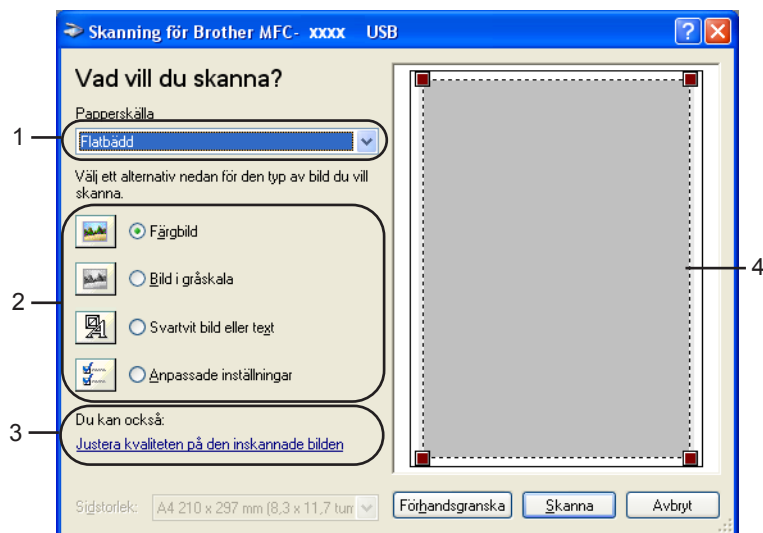 Skanning för Brother MFC- xxxx USB
Vad vill du skanna?
Papperskälla
1
Flatbädd
Välj ett alternativ nedan för den typ av bild du vill
skanna.
2
Färgbild
Bild i gråskala
Svartvit bild eller text
Anpassade inställningar
3
Du kan också:
Justera kvaliteten på den inskannade bilden
4
Sidstorlek:
A4 210 x 297 mm (8,3 x 11,7 tum
Förhandsgranska
Skanna
Avbryt